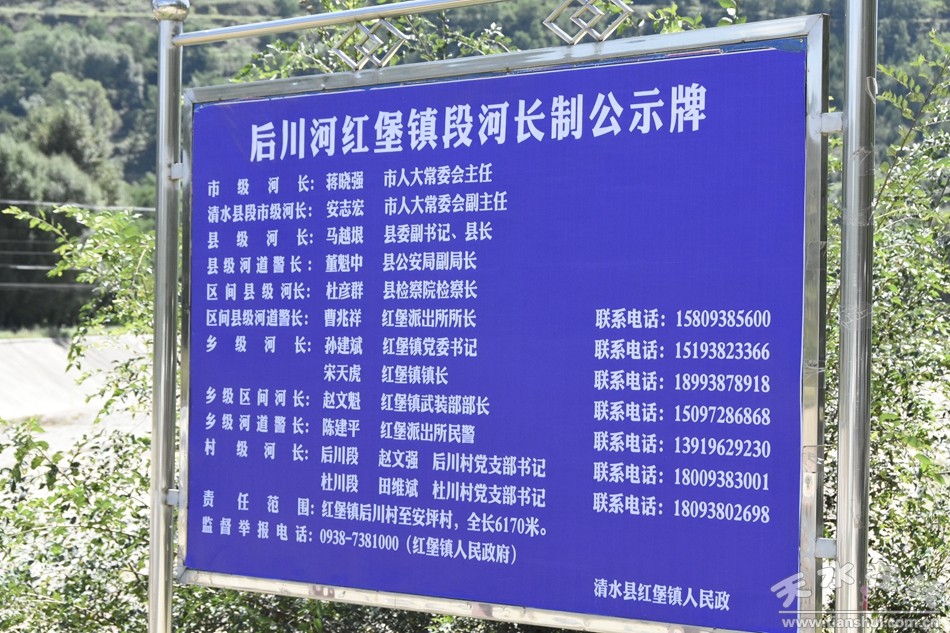 后川河红堡镇段河长制公示牌
市级河长：蒋晓强 市人大常委会主任
清水县段市级河长：安志宏 市人大常委会副主任
县级河长：马越垠 县委副书记、县长
县级河道警长：董魁中 县公安局副局长
区间县级河长：杜彦群 县检察院检察长
区间县级河道警长：曹兆祥 红堡派出所所长 联系电话：15809385600
乡级河长：孙建斌 红堡镇党委书记 联系电话：15193823366
宋天虎 红堡镇镇长 联系电话：18993878918
乡级区间河长：赵文魁 红堡镇武装部部长 联系电话：15097286868
乡级河道警长：陈建平 红堡派出所民警 联系电话：13919629230
村级河长：后川段 赵文强 后川村党支部书记 联系电话：18009383001
杜川段 田维斌 杜川村党支部书记 联系电话：18093802698
责任范围：红堡镇后川村至安坪村，全长6170米。
监督举报电话：0938-7381000（红堡镇人民政府）
清水县红堡镇人民政
天水
www.tianshui.com.cn